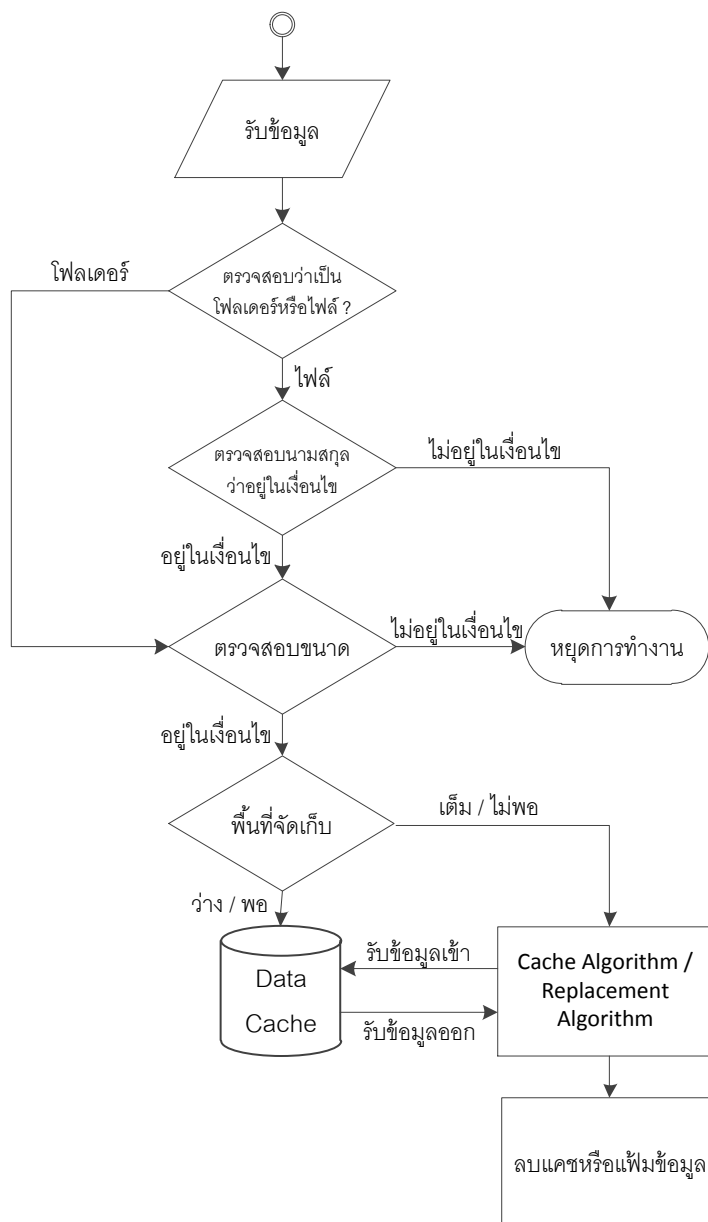 รับข้อมูล
โฟลเดอร์
ตรวจสอบว่าเป็น
โฟลเดอร์หรือไฟล์ ?
ไฟล์
ตรวจสอบนามสกุล
ว่าอยู่ในเงื่อนไข
ไม่อยู่ในเงื่อนไข
อยู่ในเงื่อนไข
ตรวจสอบขนาด
ไม่อยู่ในเงื่อนไข
หยุดการทำงาน
อยู่ในเงื่อนไข
พื้นที่จัดเก็บ
เต็ม / ไม่พอ
ว่าง / พอ
Data
Cache
รับข้อมูลเข้า
รับข้อมูลออก
Cache Algorithm /
Replacement
Algorithm
ลบแคชหรือแฟ้มข้อมูล